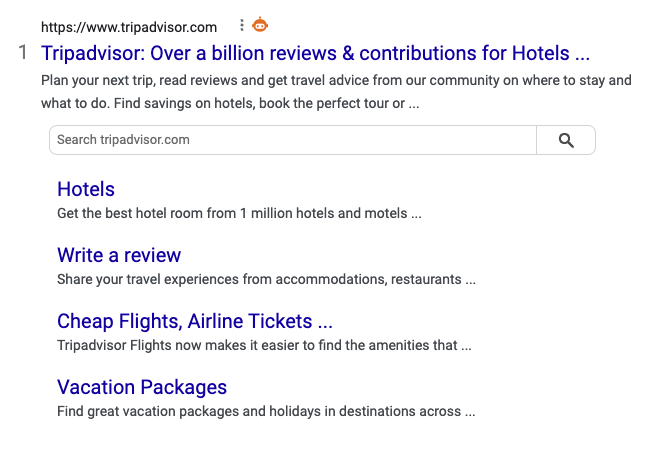 https://www.tripadvisor.com
1 Tripadvisor: Over a billion reviews & contributions for Hotels ...
Plan your next trip, read reviews and get travel advice from our community on where to stay and
what to do. Find savings on hotels, book the perfect tour or ...
Search tripadvisor.com
Hotels
Get the best hotel room from 1 million hotels and motels ...
Write a review
Share your travel experiences from accommodations, restaurants ...
Cheap Flights, Airline Tickets ...
Tripadvisor Flights now makes it easier to find the amenities that ...
Vacation Packages
Find great vacation packages and holidays in destinations across ...